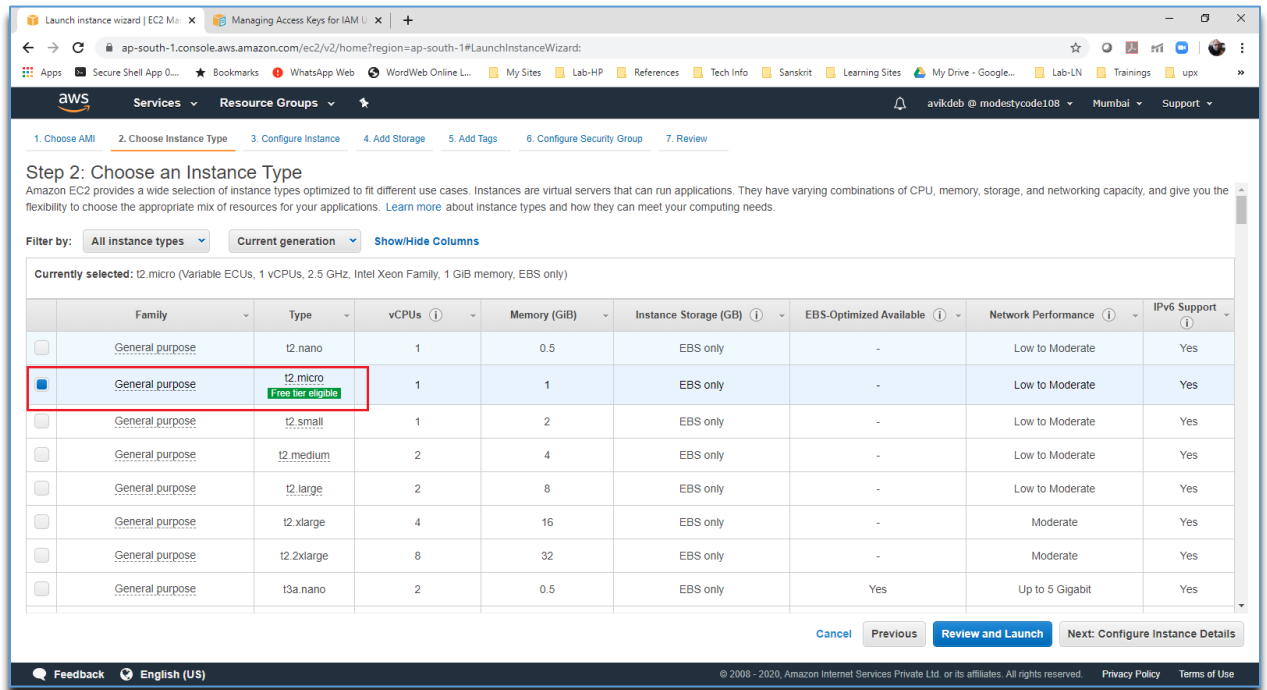 Launch instance wizard | EC2 Ma
Managing Access Keys for IAM U
ap-south-1.console.aws.amazon.com/ec2/v2/home?region=ap-south-1#LaunchInstanceWizard:
Apps Secure Shell App 0.... Bookmarks WhatsApp Web WordWeb Online L... My Sites Lab-HP References Tech Info Sanskrit Learning Sites My Drive - Google... Lab-LN Trainings upx »
aws Services Resource Groups avikdeb @ modestycode108 Mumbai Support
1. Choose AMI 2. Choose Instance Type 3. Configure Instance 4. Add Storage 5. Add Tags 6. Configure Security Group 7. Review
Step 2: Choose an Instance Type
Amazon EC2 provides a wide selection of instance types optimized to fit different use cases. Instances are virtual servers that can run applications. They have varying combinations of CPU, memory, storage, and networking capacity, and give you the
flexibility to choose the appropriate mix of resources for your applications. Learn more about instance types and how they can meet your computing needs.
Filter by: All instance types Current generation Show/Hide Columns
Currently selected: t2.micro (Variable ECUs, 1 vCPUs, 2.5 GHz, Intel Xeon Family, 1 GiB memory, EBS only)
Family Type vCPUs Memory (GiB) Instance Storage (GB) EBS-Optimized Available Network Performance IPv6 Support
General purpose t2.nano 1 0.5 EBS only - Low to Moderate Yes
General purpose t2.micro 1 1 EBS only - Low to Moderate Yes
Free tier eligible
General purpose t2.small 1 2 EBS only - Low to Moderate Yes
General purpose t2.medium 2 4 EBS only - Low to Moderate Yes
General purpose t2.large 2 8 EBS only - Low to Moderate Yes
General purpose t2.xlarge 4 16 EBS only - Moderate Yes
General purpose t2.2xlarge 8 32 EBS only - Moderate Yes
General purpose t3a.nano 2 0.5 EBS only Yes Up to 5 Gigabit Yes
Cancel Previous Review and Launch Next: Configure Instance Details
Feedback English (US) © 2008 - 2020, Amazon Internet Services Private Ltd. or its affiliates. All rights reserved. Privacy Policy Terms of Use